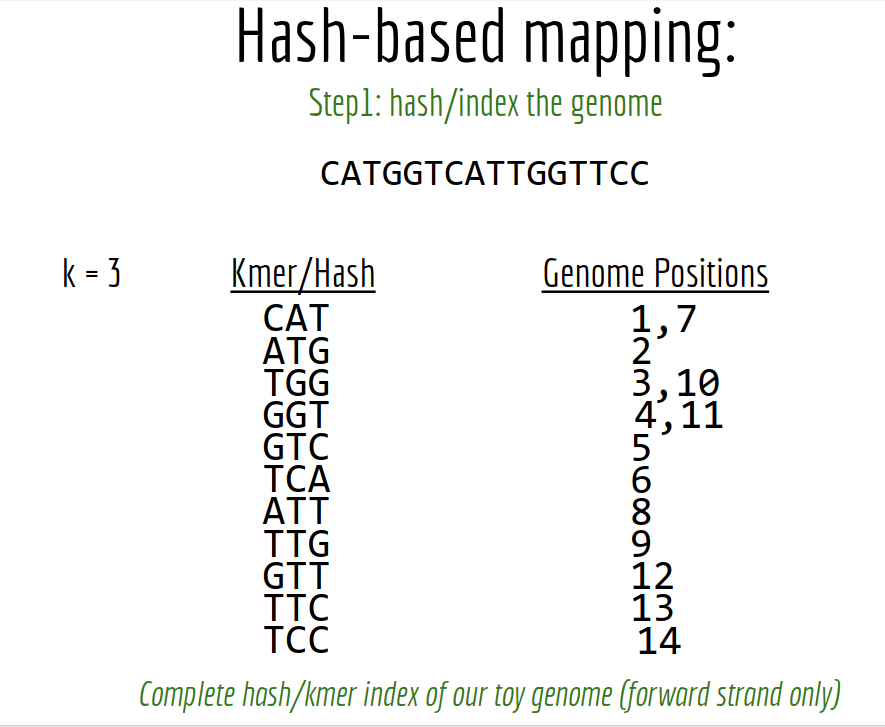 Hash-based mapping:
Step1: hash/index the genome
CATGGTCATTGGTTCC
k = 3 Kmer/Hash Genome Positions
CAT 1,7
ATG 2
TGG 3,10
GGT 4,11
GTC 5
TCA 6
ATT 8
TTG 9
GTT 12
TTC 13
TCC 14
Complete hash/kmer index of our toy genome (forward strand only)